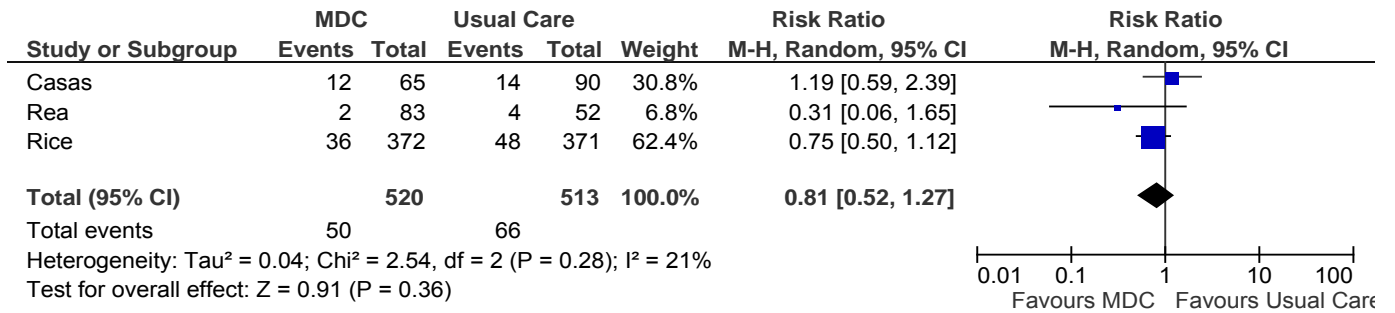 MDC Usual Care Risk Ratio Risk Ratio
Study or Subgroup Events Total Events Total Weight M-H, Random, 95% CI M-H, Random, 95% CI
Casas 12 65 14 90 30.8% 1.19 [0.59, 2.39]
Rea 2 83 4 52 6.8% 0.31 [0.06, 1.65]
Rice 36 372 48 371 62.4% 0.75 [0.50, 1.12]
Total (95% CI) 520 513 100.0% 0.81 [0.52, 1.27]
Total events 50 66
Heterogeneity: Tau² = 0.04; Chi² = 2.54, df = 2 (P = 0.28); I² = 21%
Test for overall effect: Z = 0.91 (P = 0.36)
0.01 0.1 1 10 100
Favours MDC Favours Usual Care